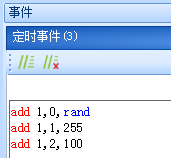 事件
定时事件(3)
add 1,0,rand
add 1,1,255
add 1,2,100